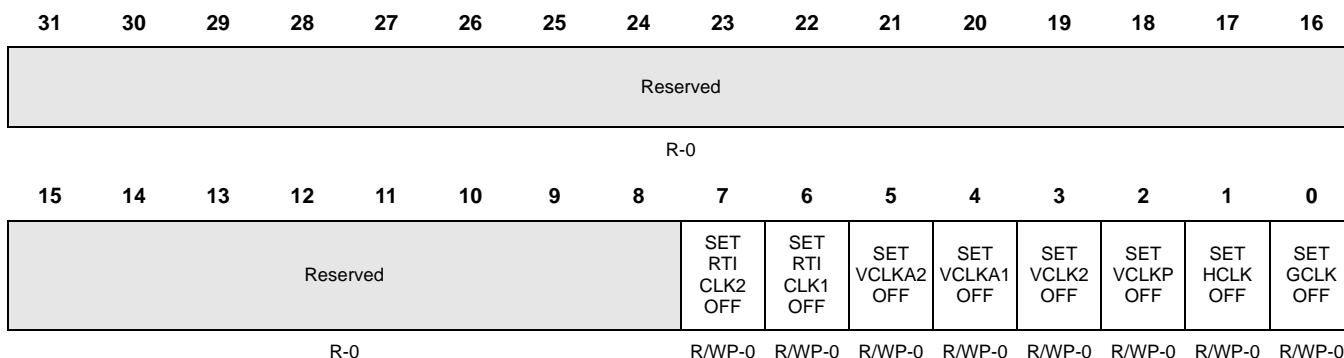 31 30 29 28 27 26 25 24 23 22 21 20 19 18 17 16
Reserved
R-0
15 14 13 12 11 10 9 8 7 6 5 4 3 2 1 0
Reserved
SET RTI CLK2 OFF
SET RTI CLK1 OFF
SET VCLKA2 OFF
SET VCLKA1 OFF
SET VCLK2 OFF
SET VCLKP OFF
SET HCLK OFF
SET GCLK OFF
R-0 R/WP-0 R/WP-0 R/WP-0 R/WP-0 R/WP-0 R/WP-0 R/WP-0 R/WP-0